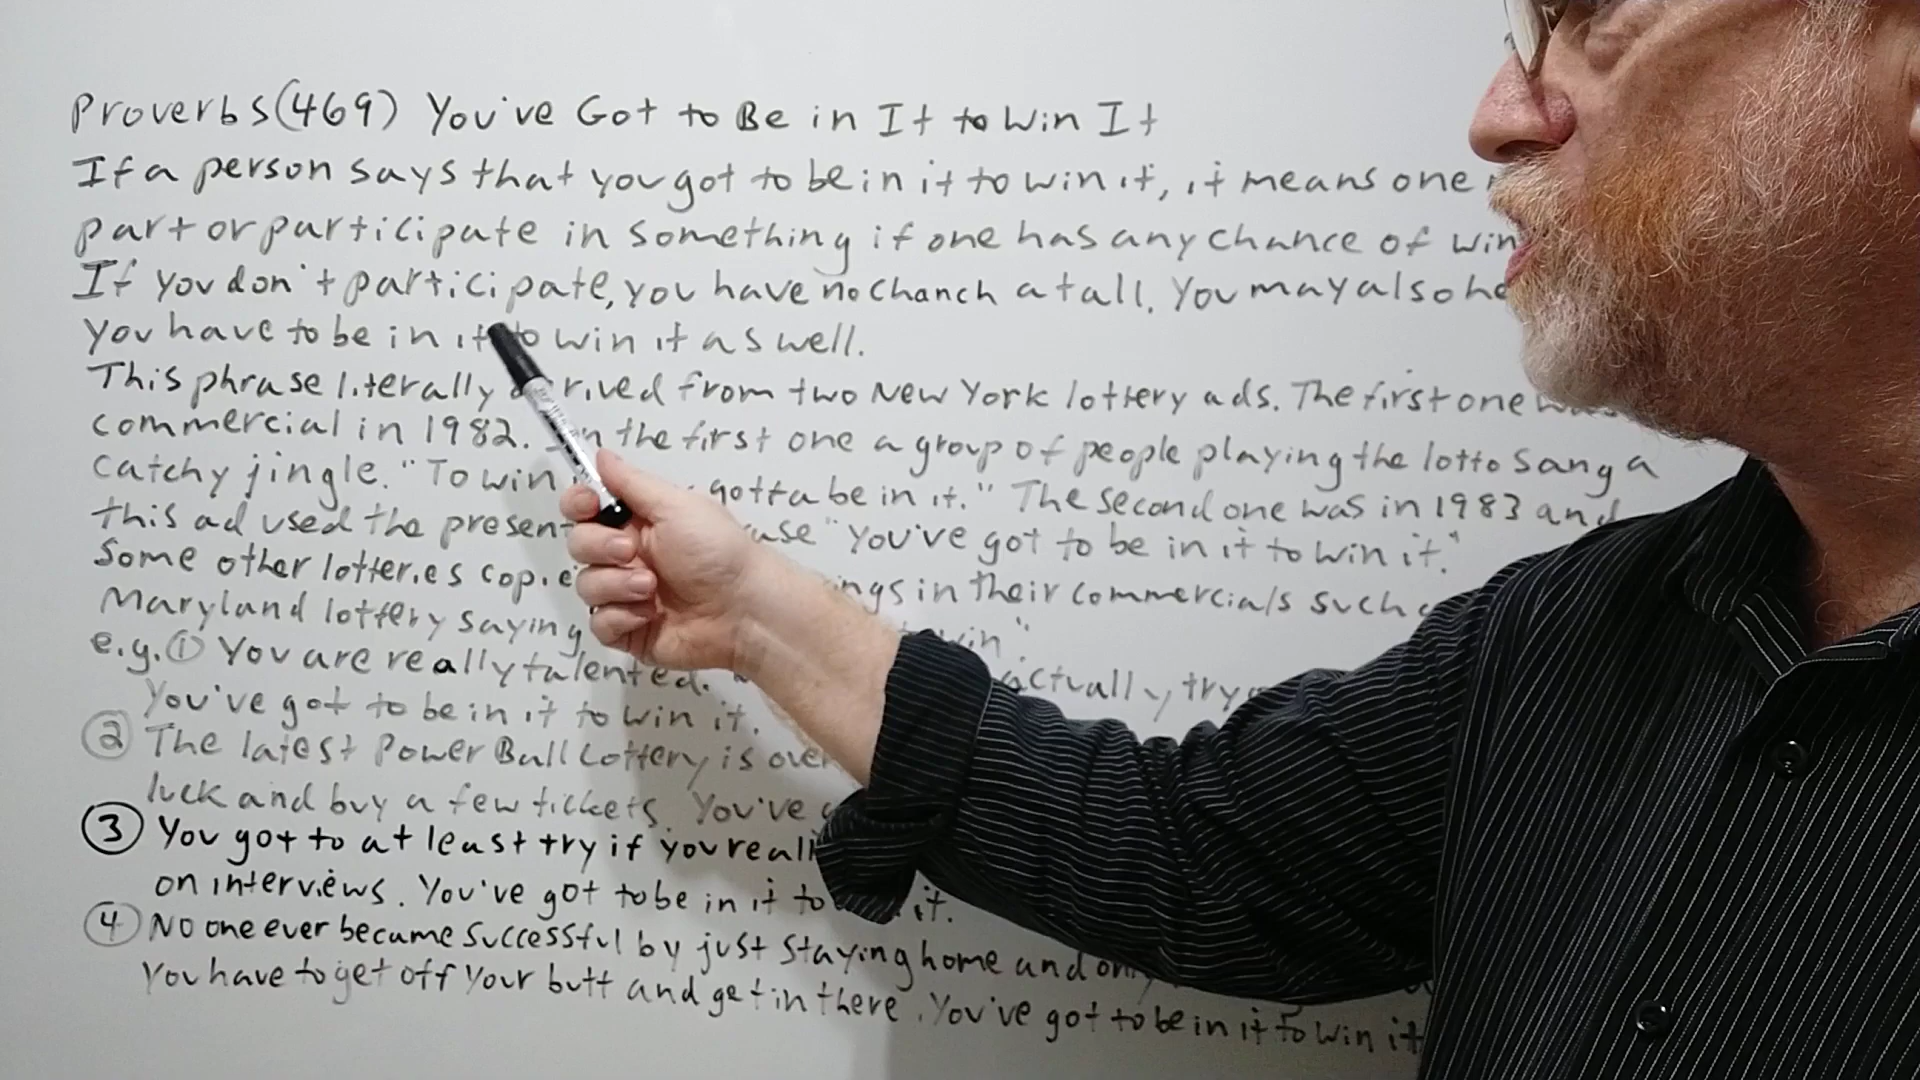 Proverbs(469) You've Got to Be in It to Win It
If a person says that you got to be in it to win it, it means one
part or participate in something if one has any chance of
If you don't participate, you have no chanch at all. You may also
you have to be in it to win it as well.
This phrase literally from two New York lottery ads. The first one
commercial in 1982. In the first one a group of people playing the lotto sang a
catchy jingle. "To win gotta be in it." The second one was in 1983 and
this ad used the "You've got to be in it to win it."
Some other lotteries in their commercials such
Maryland lottery saying
e.g. ① You are really talented. actually
You've got to be in it to win it.
② The latest Power Ball Lottery is
luck and buy a few tickets. You've
③ You got to at least try if you
on interviews. You've got to be in it to it.
④ No one ever became successful by just staying home and
You have to get off your butt and get in there. You've got to be in it to win it